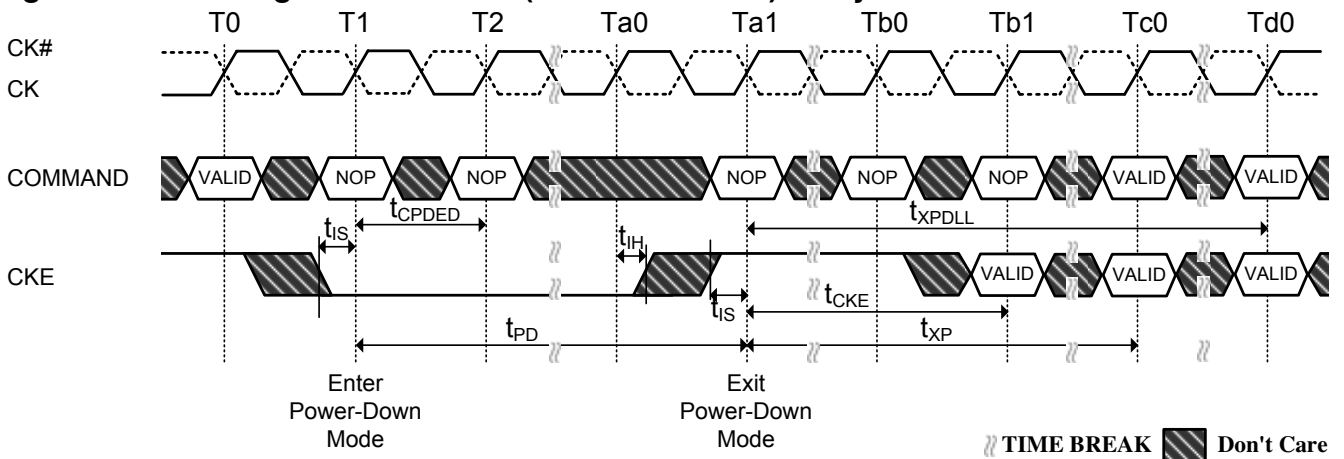 T0 T1 T2 Ta0 Ta1 Tb0 Tb1 Tc0 Td0
CK#
CK
COMMAND VALID NOP NOP NOP NOP NOP VALID VALID
tCPDED tXPDLL
tIS tIH
CKE VALID VALID VALID
tIS tCKE
tPD tXP
Enter Power-Down Mode
Exit Power-Down Mode
TIME BREAK Don't Care